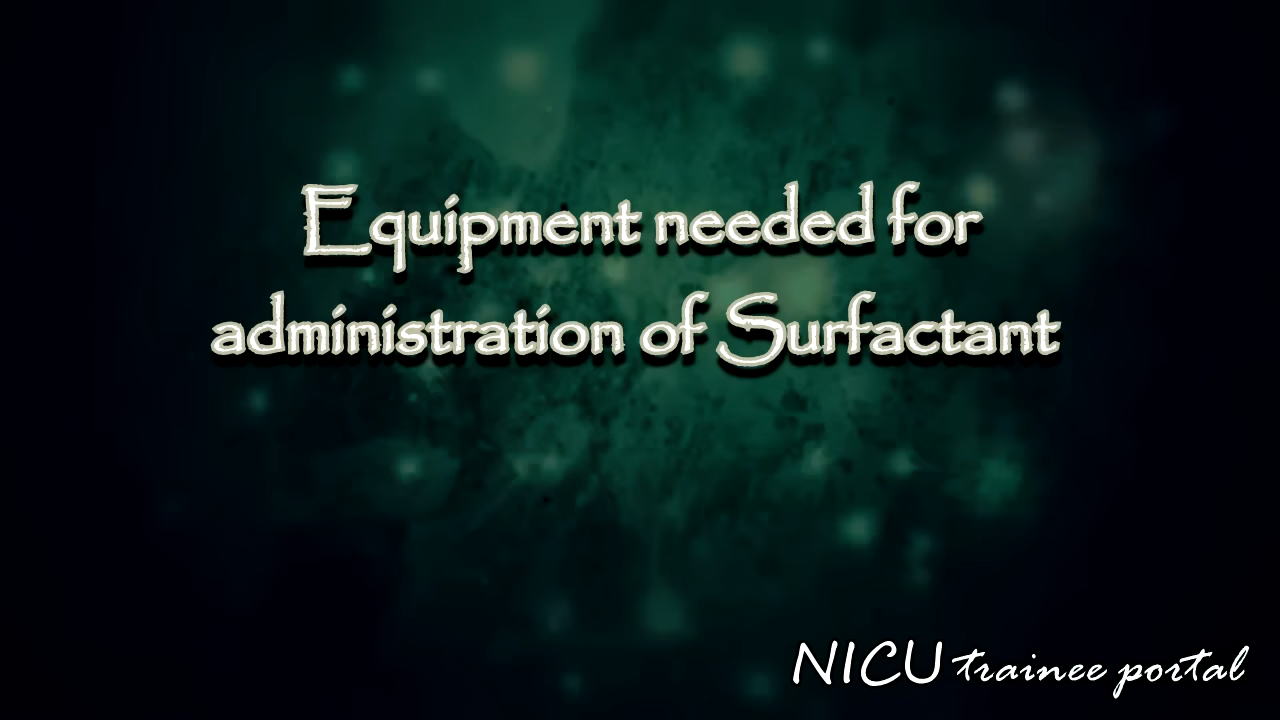 Equipment needed for
administration of Surfactant
NICU trainee portal